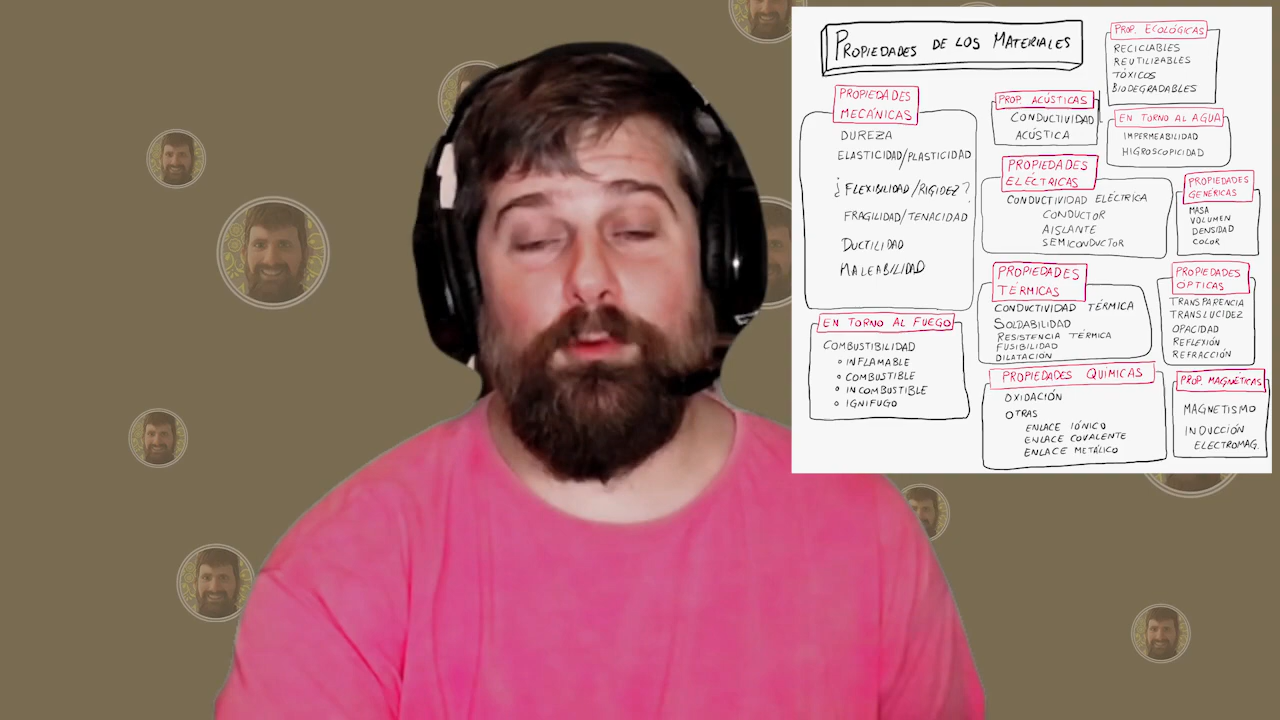 PROPIEDADES DE LOS MATERIALES
PROPIEDADES
MECÁNICAS
DUREZA
ELASTICIDAD/PLASTICIDAD
¿FLEXIBILIDAD/RIGIDEZ?
FRAGILIDAD/TENACIDAD
DUCTILIDAD
MALEABILIDAD
EN TORNO AL FUEGO
COMBUSTIBILIDAD
° INFLAMABLE
° COMBUSTIBLE
° INCOMBUSTIBLE
° IGNIFUGO
PROP. ACÚSTICAS
CONDUCTIVIDAD
ACÚSTICA
PROPIEDADES
ELÉCTRICAS
CONDUCTIVIDAD ELÉCTRICA
CONDUCTOR
AISLANTE
SEMICONDUCTOR
PROPIEDADES
TÉRMICAS
CONDUCTIVIDAD TÉRMICA
SOLDABILIDAD
RESISTENCIA TÉRMICA
FUSIBILIDAD
DILATACIÓN
PROPIEDADES QUIMICAS
OXIDACIÓN
OTRAS
ENLACE IÓNICO
ENLACE COVALENTE
ENLACE METÁLICO
PROP. ECOLÓGICAS
RECICLABLES
REUTILIZABLES
TÓXICOS
BIODEGRADABLES
EN TORNO AL AGUA
IMPERMEABILIDAD
HIGROSCOPICIDAD
PROPIEDADES
GENÉRICAS
MASA
VOLUMEN
DENSIDAD
COLOR
PROPIEDADES
ÓPTICAS
TRANSPARENCIA
TRANSLUCIDEZ
OPACIDAD
REFLEXIÓN
REFRACCIÓN
PROP. MAGNÉTICAS
MAGNETISMO
INDUCCIÓN
ELECTROMAG.